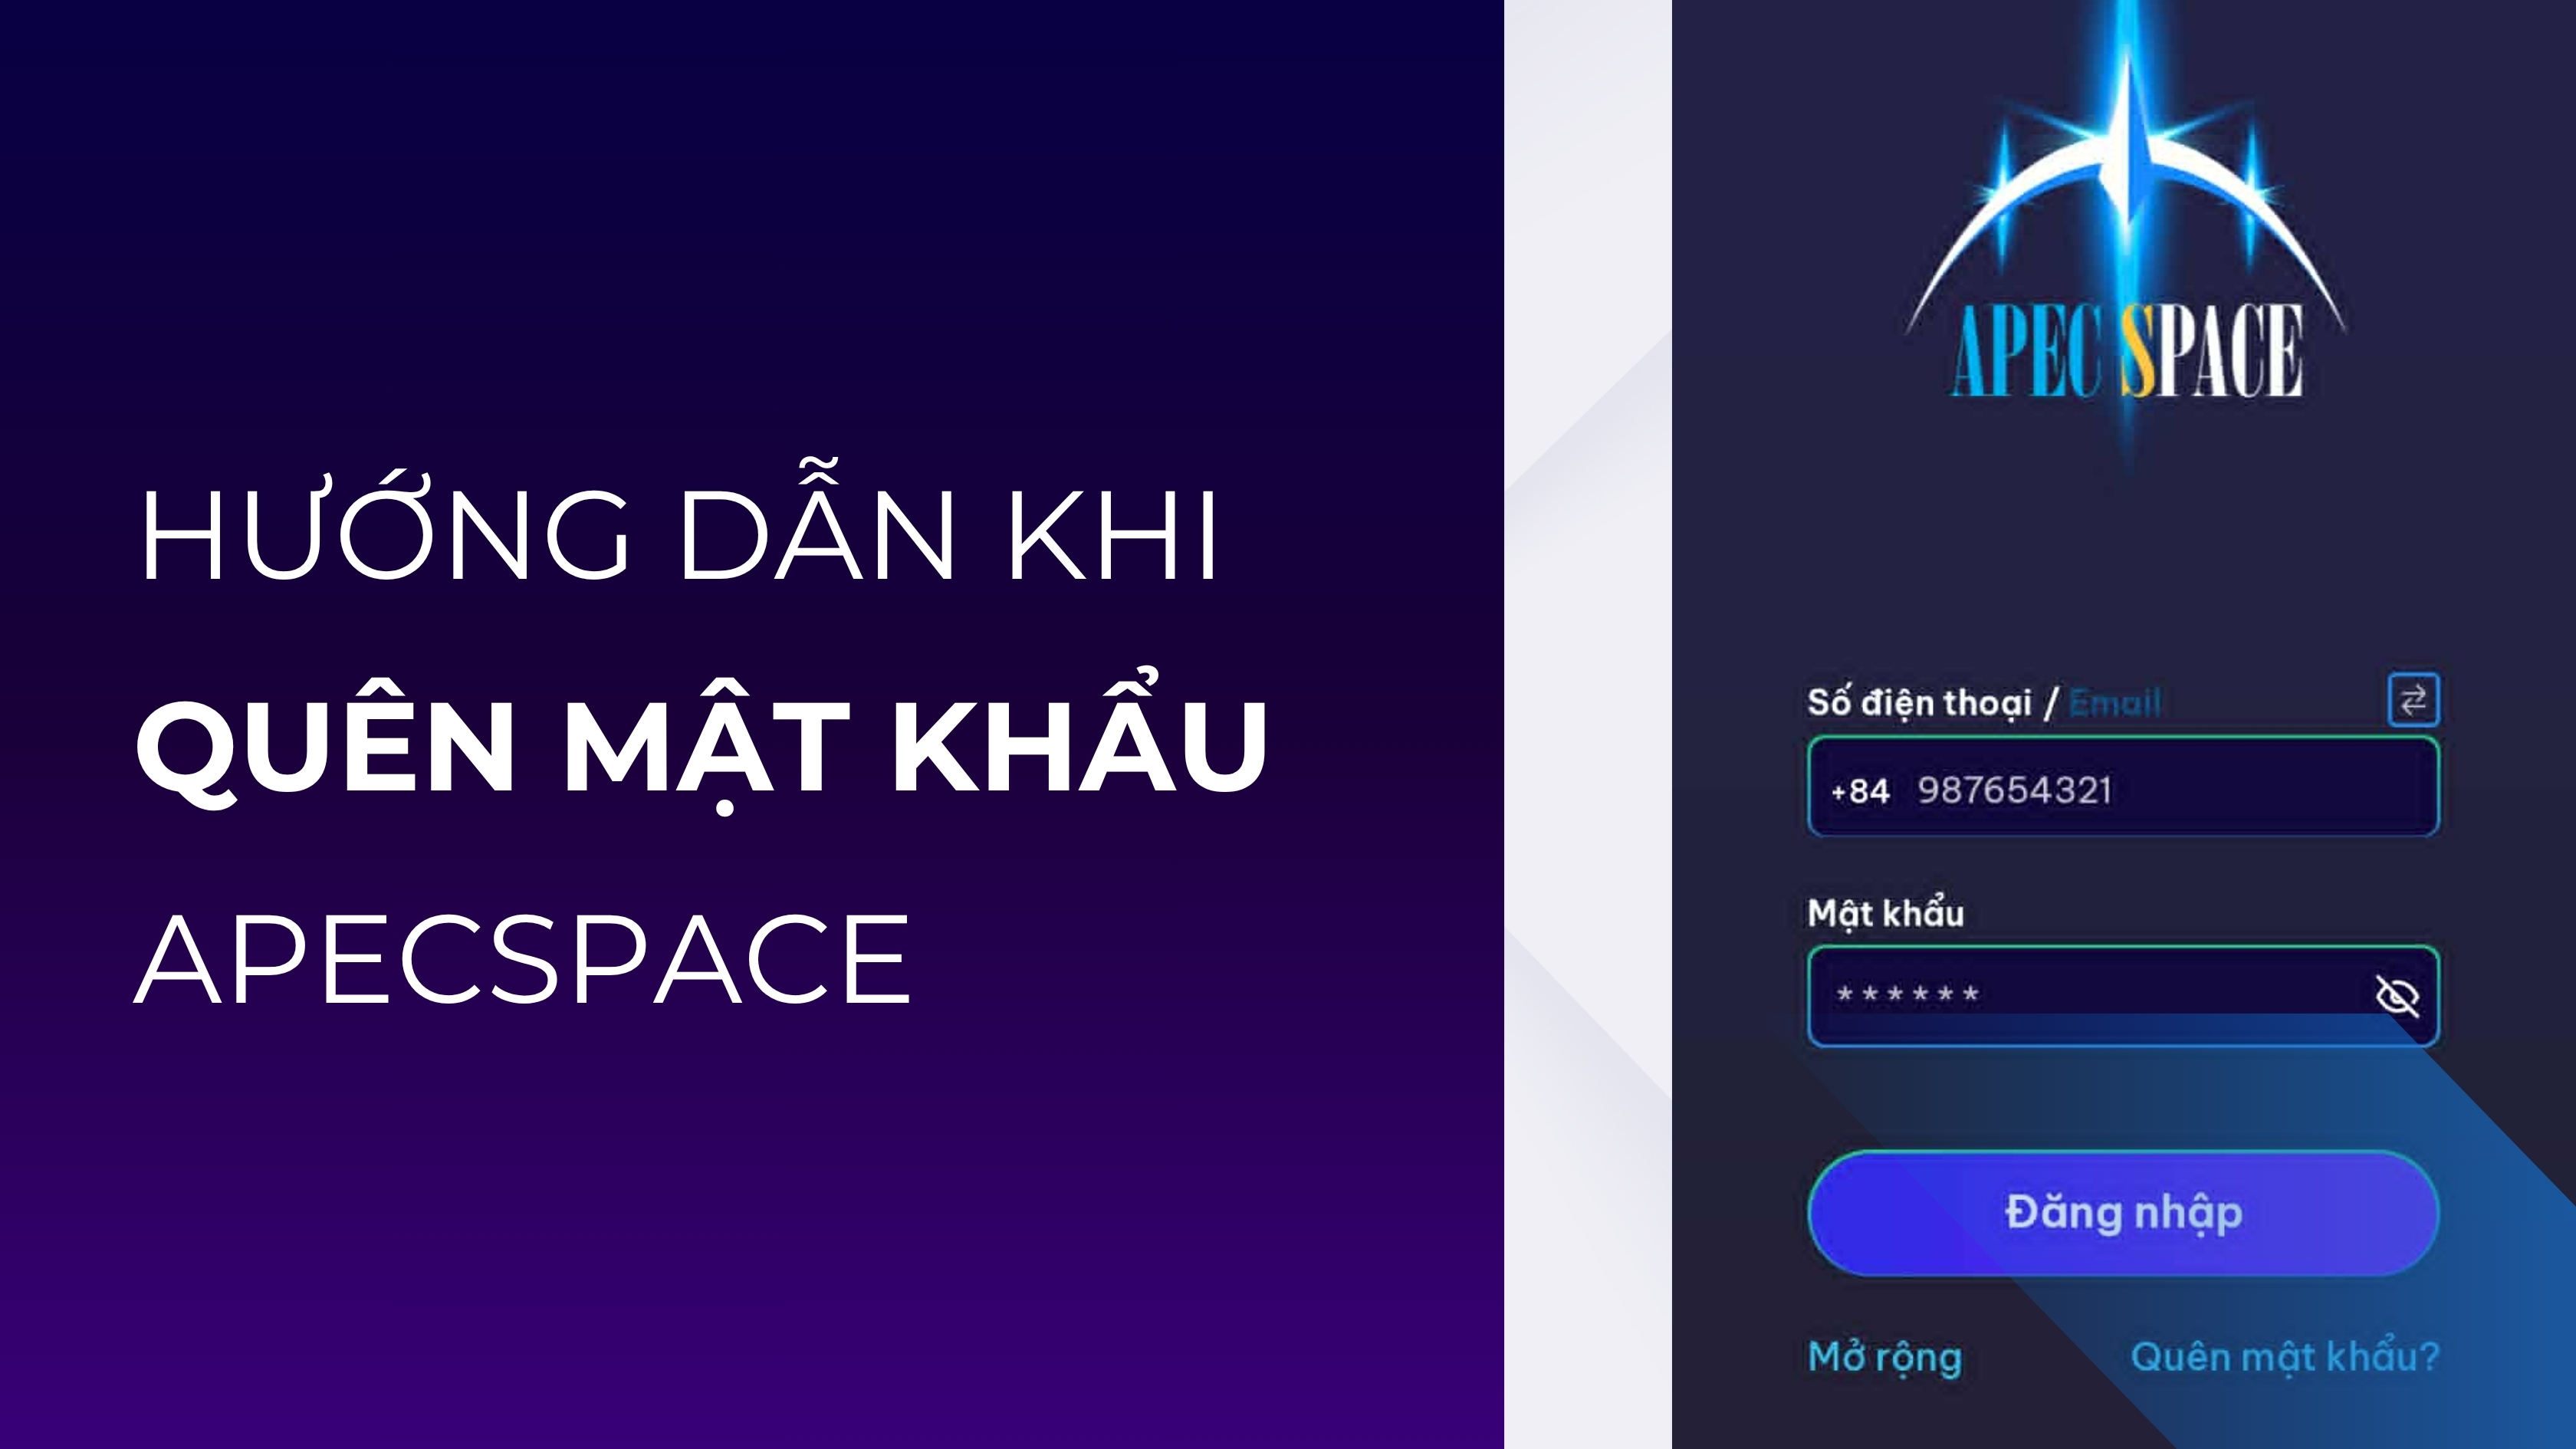 HƯỚNG DẪN KHI
QUÊN MẬT KHẨU
APECSPACE
APEC SPACE
Số điện thoại / Email
+84 987654321
Mật khẩu
******
Đăng nhập
Mở rộng
Quên mật khẩu?